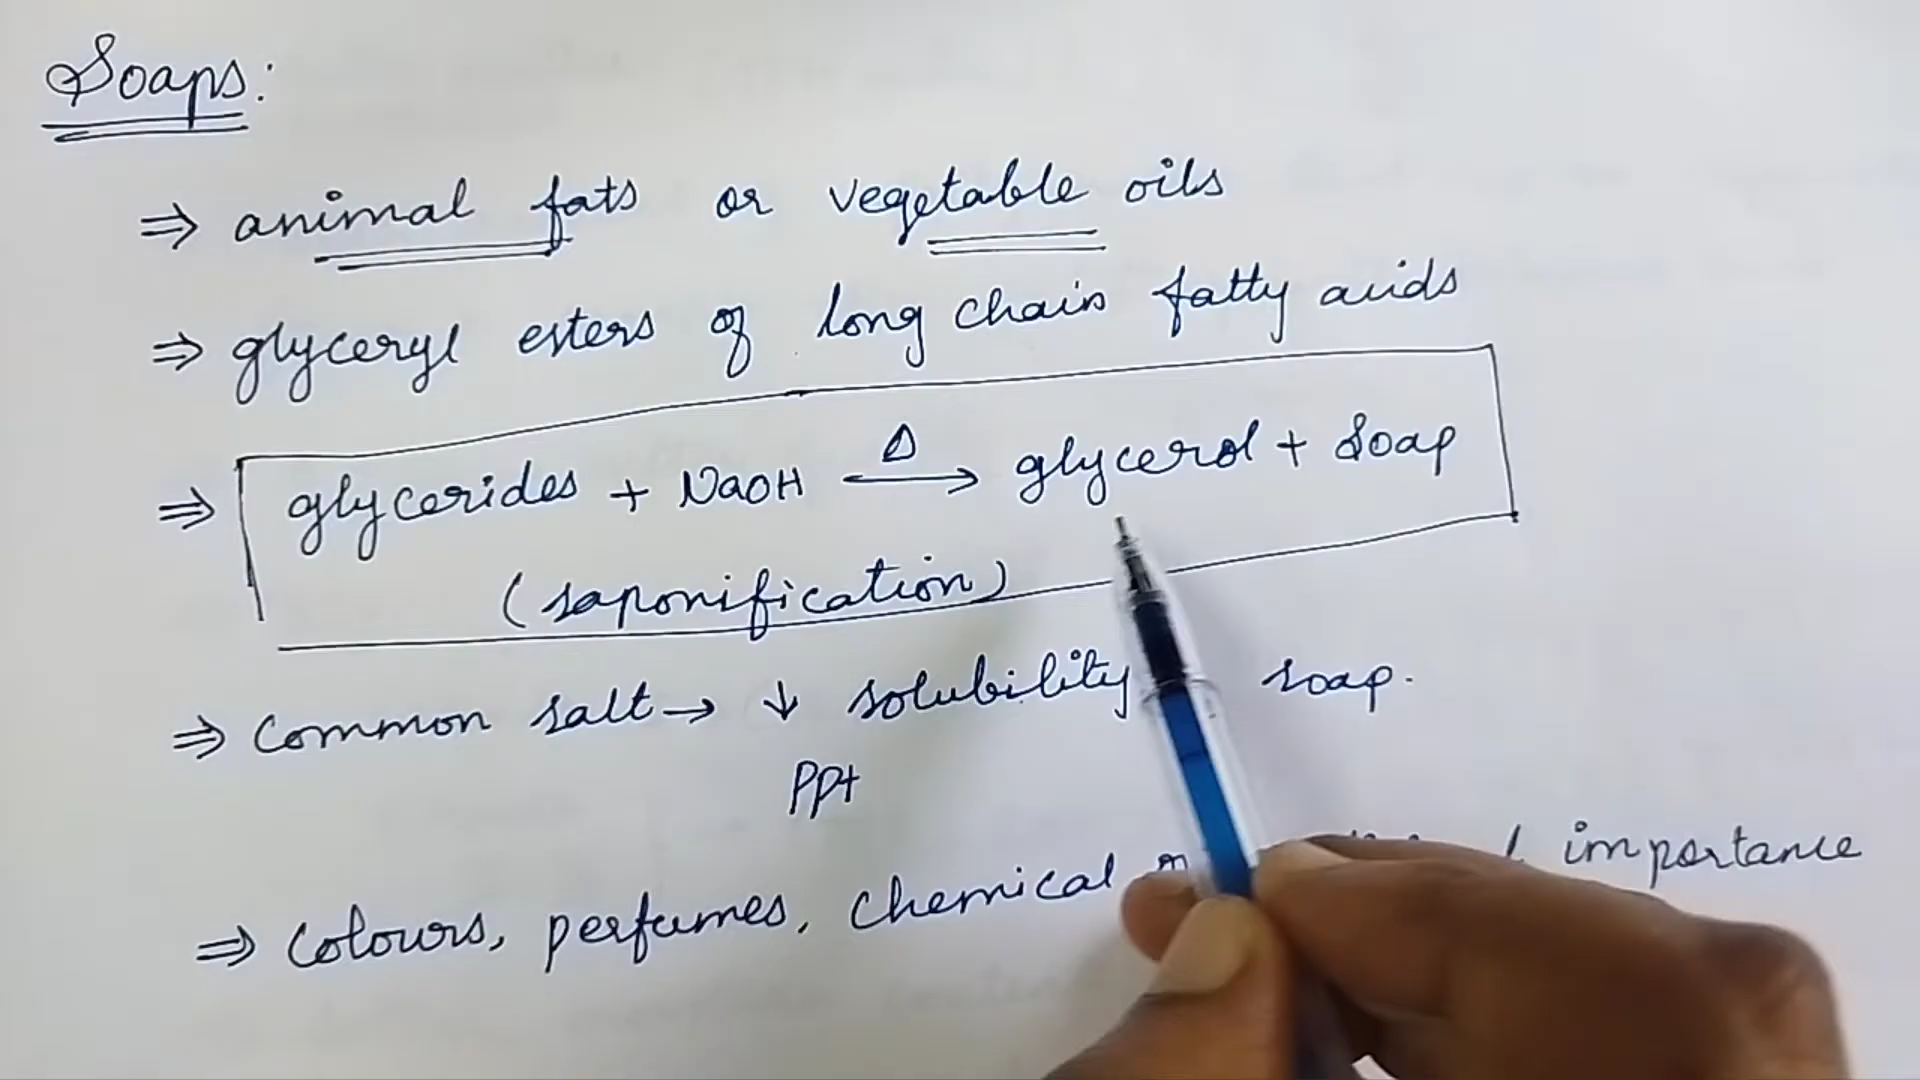 Soaps:
⇒ animal fats or vegetable oils
⇒ glyceryl esters of long chain fatty acids
⇒ glycerides + NaOH Δ→ glycerol + Soap
(saponification)
⇒ Common salt → ↓ solubility soap.
PPt
⇒ Colours, perfumes, chemical importance